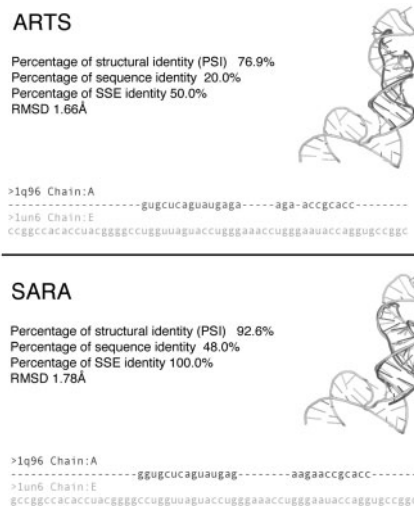 ARTS
Percentage of structural identity (PSI) 76.9%
Percentage of sequence identity 20.0%
Percentage of SSE identity 50.0%
RMSD 1.66Å
>1q96 Chain:A
--------------------gugcucaguaugaga-----aga-accgcacc--------
>1un6 Chain:E
ccggccacaccuacggggccugguuaguaccugggaaaccugggaauaccaggugccggc
SARA
Percentage of structural identity (PSI) 92.6%
Percentage of sequence identity 48.0%
Percentage of SSE identity 100.0%
RMSD 1.78Å
>1q96 Chain:A
-------------------ggugcucaguaugag--------aagaaccgcacc-------
>1un6 Chain:E
gccggccacaccuacggggccugguuaguaccugggaaaccugggaauaccaggugccggc